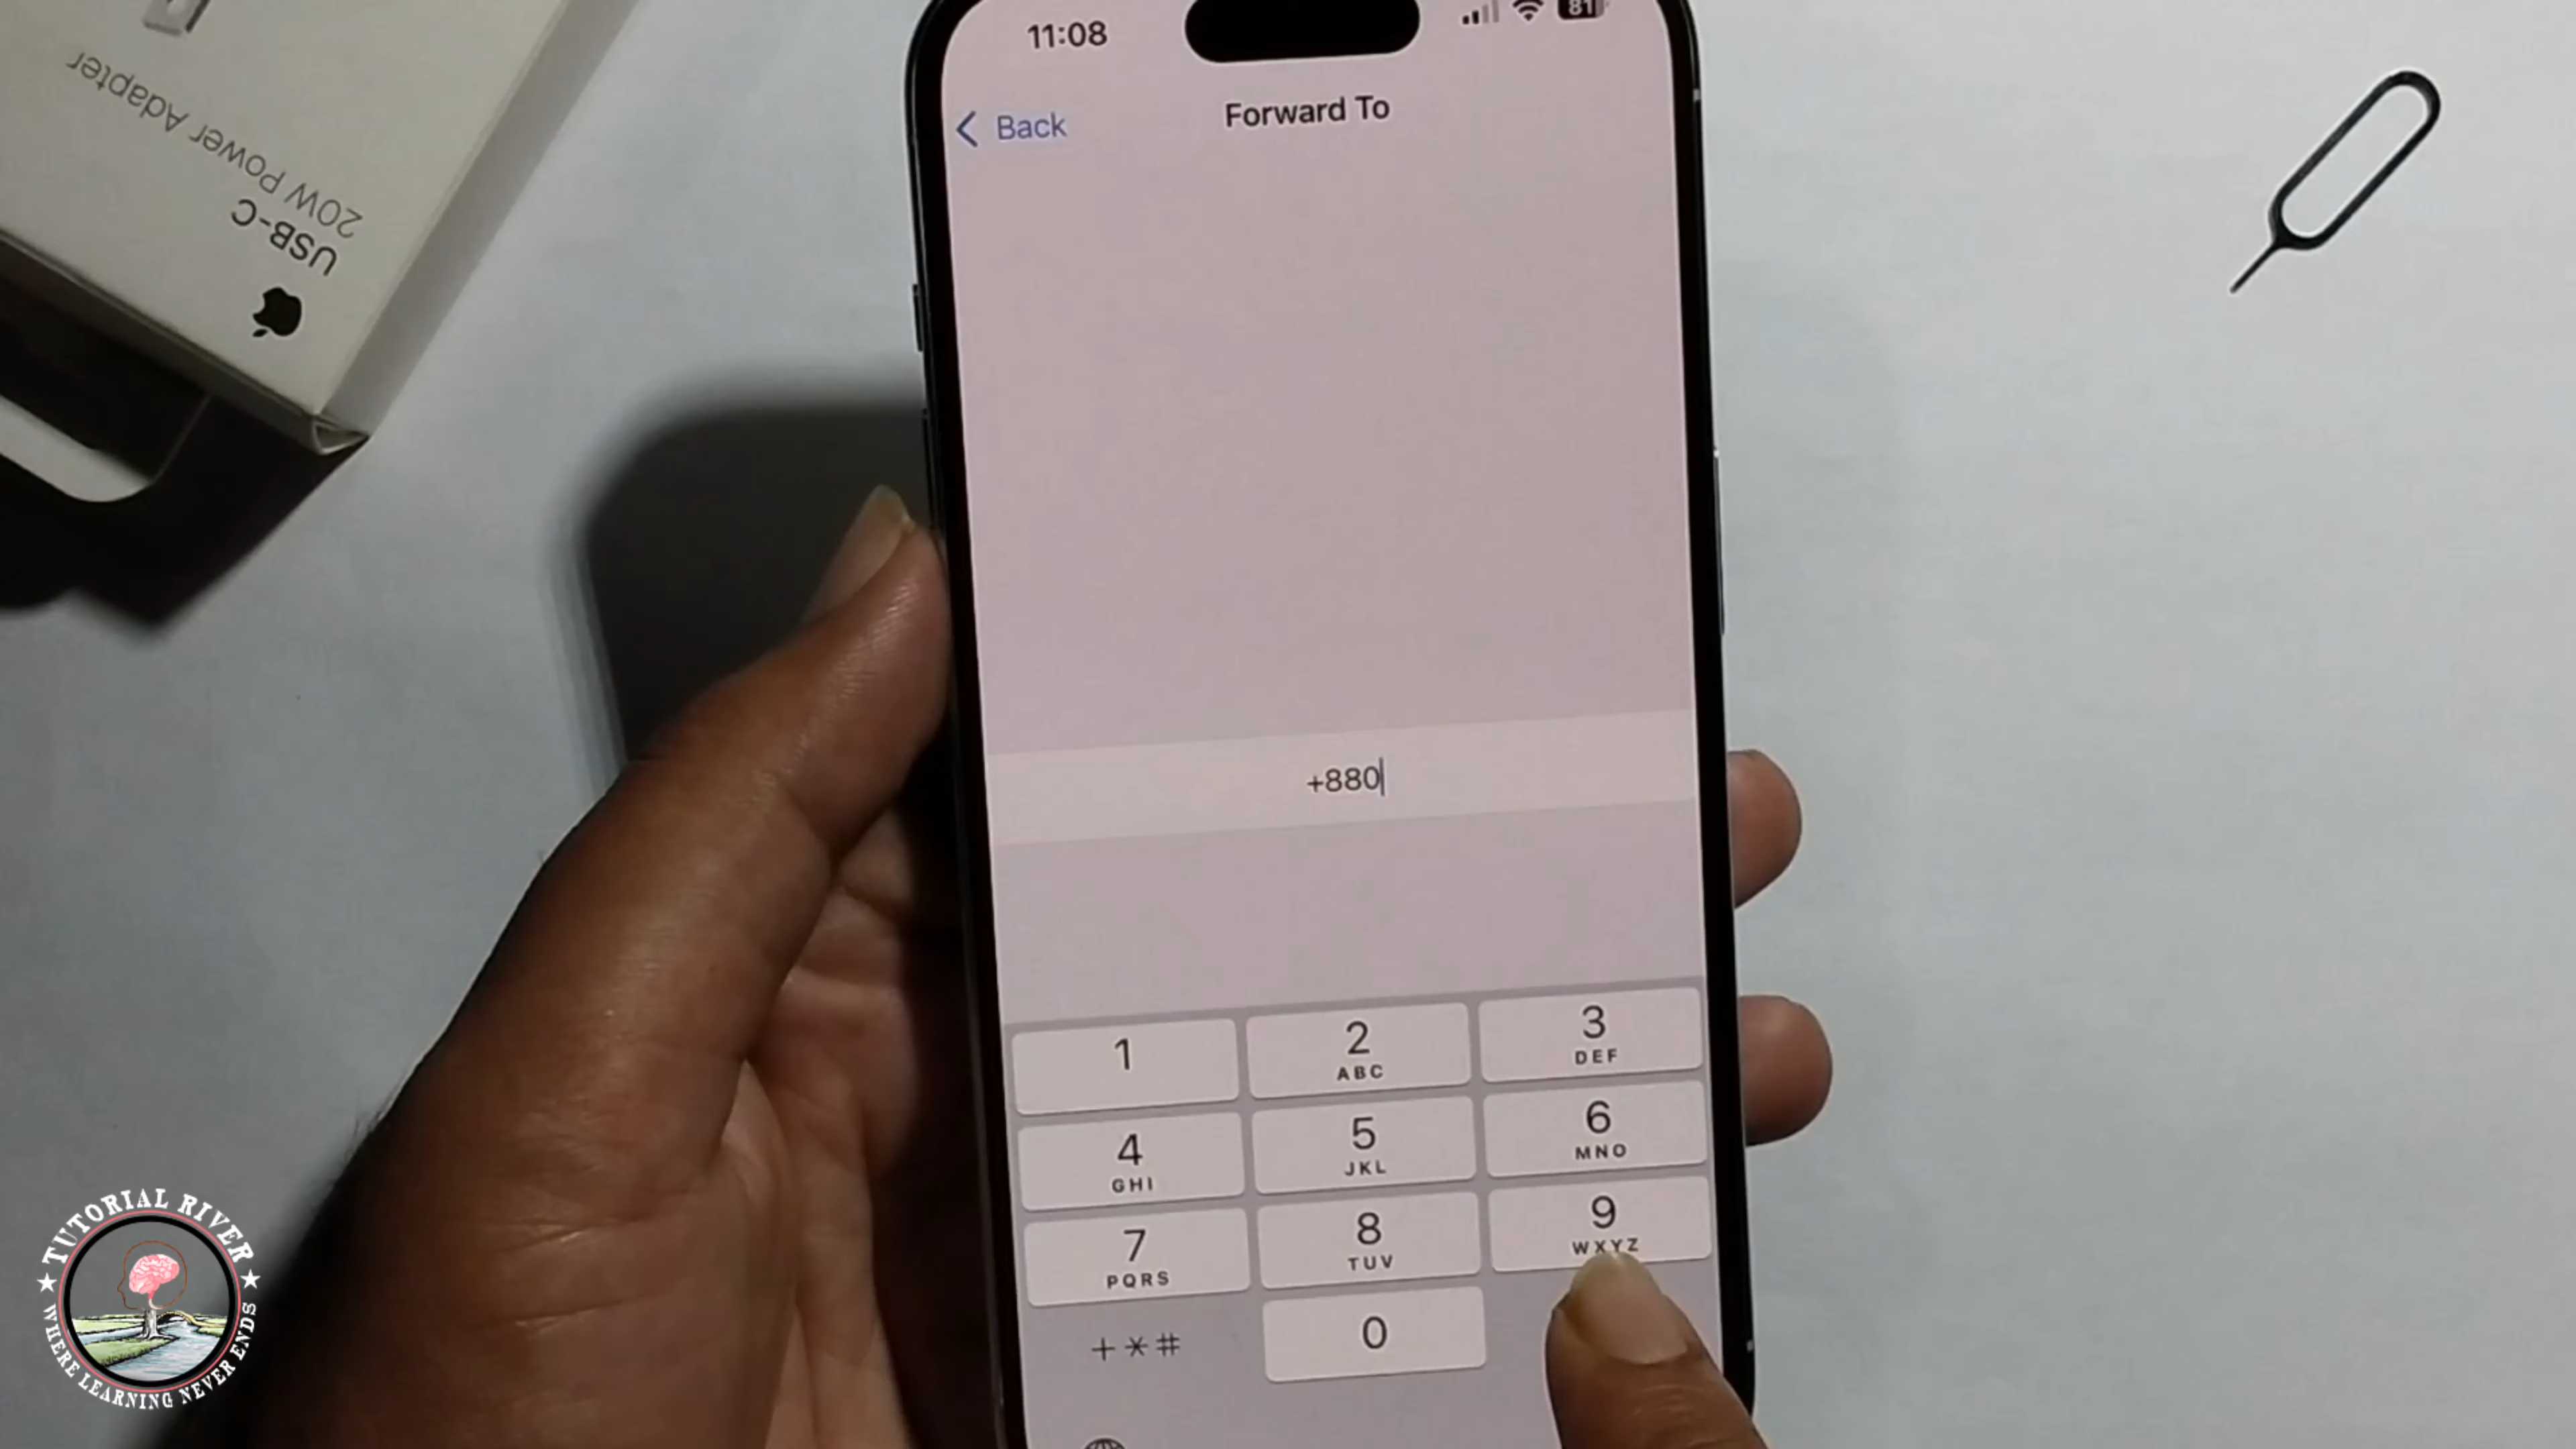 11:08
81
Back
Forward To
USB-C
20W Power Adapter
+880
1
2
ABC
3
DEF
4
GHI
5
JKL
6
MNO
7
PQRS
8
TUV
9
WXYZ
+*#
0
TUTORIAL RIVER
WHERE LEARNING NEVER ENDS